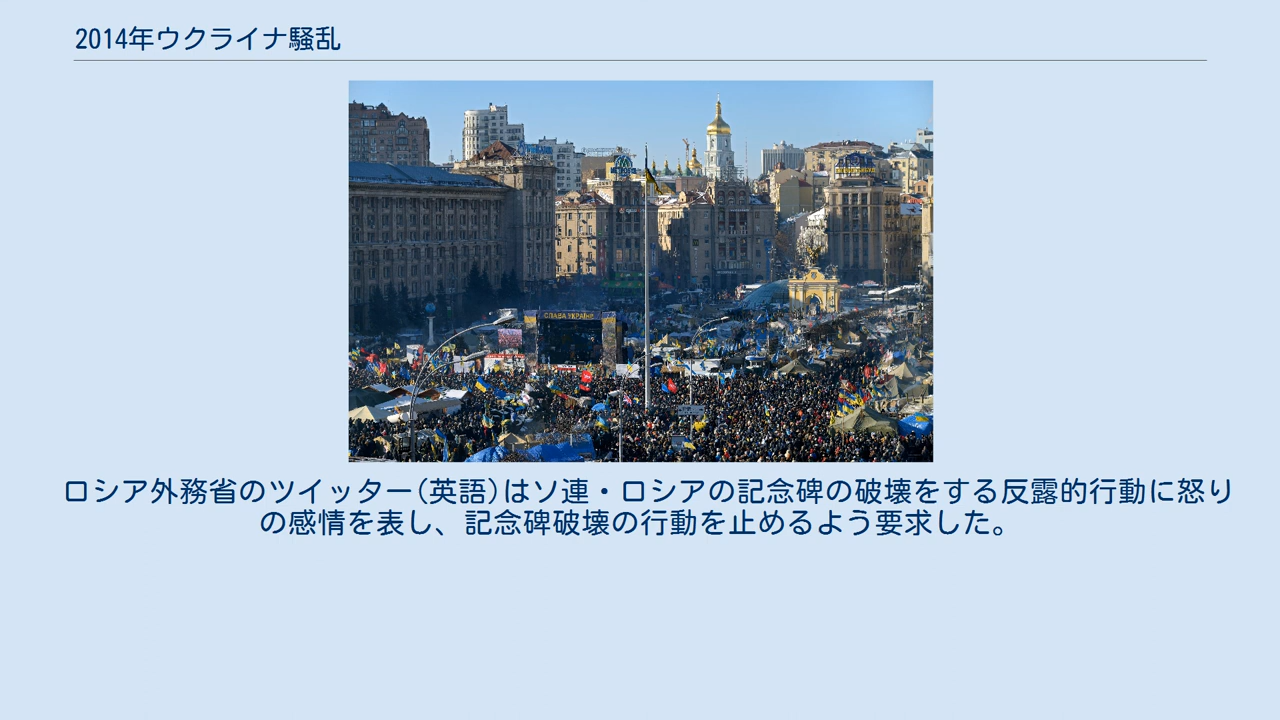 2014年ウクライナ騒乱
СЛАВА УКРАЇНІ!
ロシア外務省のツイッター(英語)はソ連・ロシアの記念碑の破壊をする反露的行動に怒り
の感情を表し、記念碑破壊の行動を止めるよう要求した。